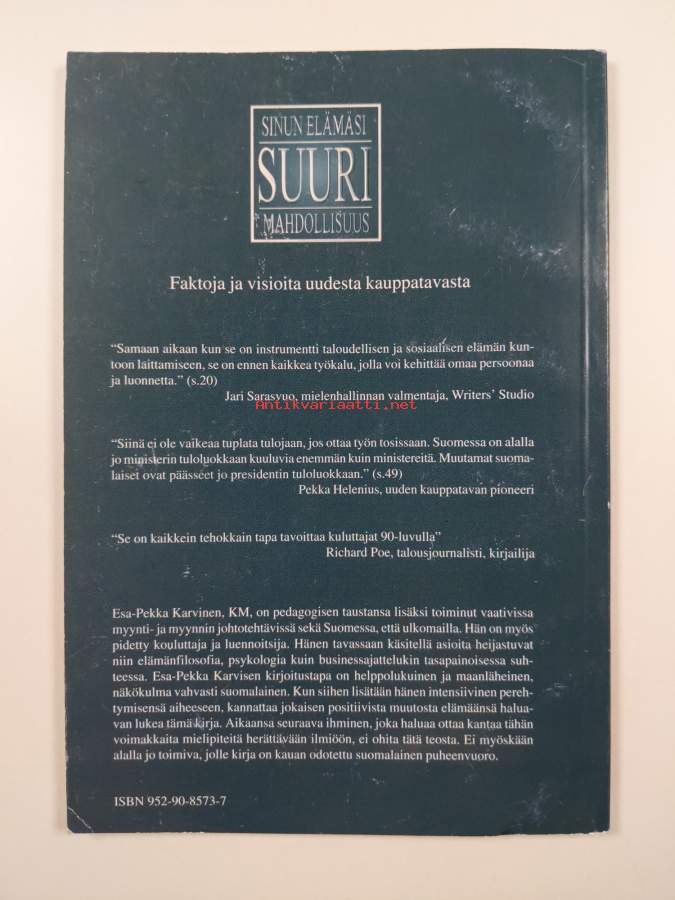 SINUN ELÄMÄSI
SUURI
MAHDOLLISUUS
Faktoja ja visioita uudesta kauppatavasta
“Samaan aikaan kun se on instrumentti taloudellisen ja sosiaalisen elämän kun-
toon laittamiseen, se on ennen kaikkea työkalu, jolla voi kehittää omaa persoonaa
ja luonnetta.” (s.20)
Jari Sarasvuo, mielenhallinnan valmentaja, Writers’ Studio
Antikvariaatti.net
“Siinä ei ole vaikeaa tuplata tulojaan, jos ottaa työn tosissaan. Suomessa on alalla
jo ministerin tuloluokkaan kuuluvia enemmän kuin ministereitä. Muutamat suoma-
laiset ovat päässeet jo presidentin tuloluokkaan.” (s.49)
Pekka Helenius, uuden kauppatavan pioneeri
“Se on kaikkein tehokkain tapa tavoittaa kuluttajat 90-luvulla”
Richard Poe, talousjournalisti, kirjailija
Esa-Pekka Karvinen, KM, on pedagogisen taustansa lisäksi toiminut vaativissa
myynti- ja myynnin johtotehtävissä sekä Suomessa, että ulkomailla. Hän on myös
pidetty kouluttaja ja luennoitsija. Hänen tavassaan käsitellä asioita heijastuvat
niin elämänfilosofia, psykologia kuin businessajattelukin tasapainoisessa suh-
teessa. Esa-Pekka Karvisen kirjoitustapa on helppolukuinen ja maanläheinen,
näkökulma vahvasti suomalainen. Kun siihen lisätään hänen intensiivinen pereh-
tymisensä aiheeseen, kannattaa jokaisen positiivista muutosta elämäänsä halua-
van lukea tämä kirja. Aikaansa seuraava ihminen, joka haluaa ottaa kantaa tähän
voimakkaita mielipiteitä herättävään ilmiöön, ei ohita tätä teosta. Ei myöskään
alalla jo toimiva, jolle kirja on kauan odotettu suomalainen puheenvuoro.
ISBN 952-90-8573-7